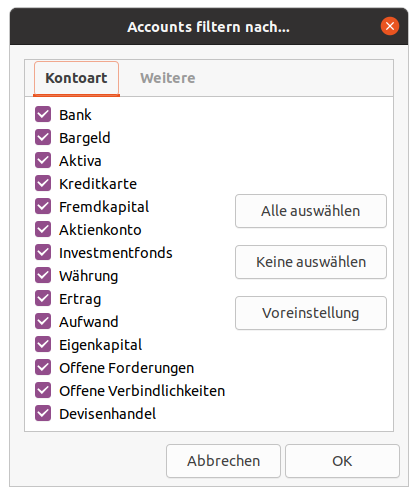 Accounts filtern nach...
Kontoart
Weitere
Bank
Bargeld
Aktiva
Kreditkarte
Fremdkapital
Aktienkonto
Investmentfonds
Währung
Ertrag
Aufwand
Eigenkapital
Offene Forderungen
Offene Verbindlichkeiten
Devisenhandel
Alle auswählen
Keine auswählen
Voreinstellung
Abbrechen
OK